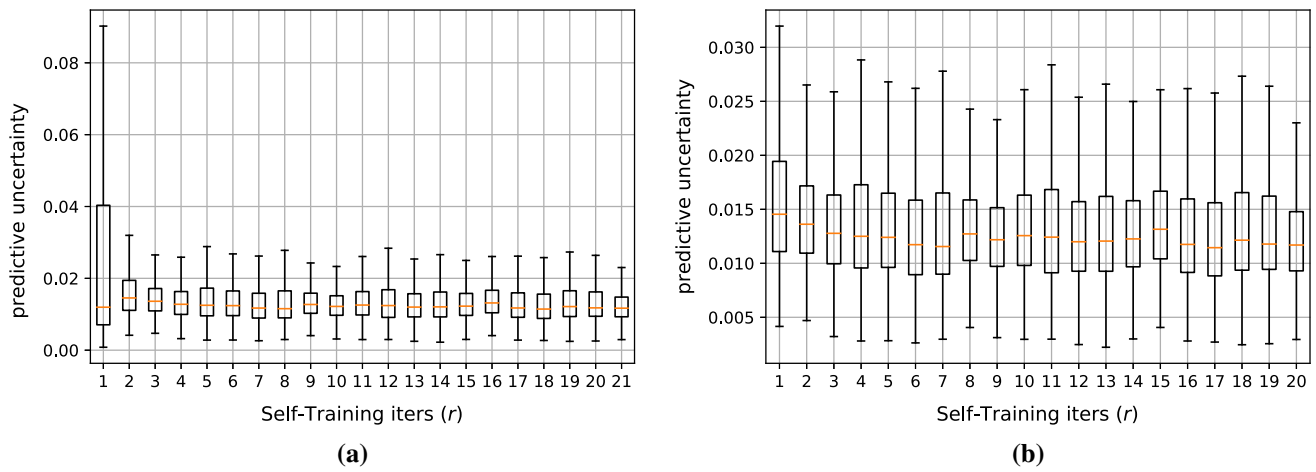 0.08
0.06
0.04
0.02
0.00
predictive uncertainty
1 2 3 4 5 6 7 8 9 10 11 12 13 14 15 16 17 18 19 20 21
Self-Training iters (r)
(a)
0.030
0.025
0.020
0.015
0.010
0.005
predictive uncertainty
1 2 3 4 5 6 7 8 9 10 11 12 13 14 15 16 17 18 19 20
Self-Training iters (r)
(b)